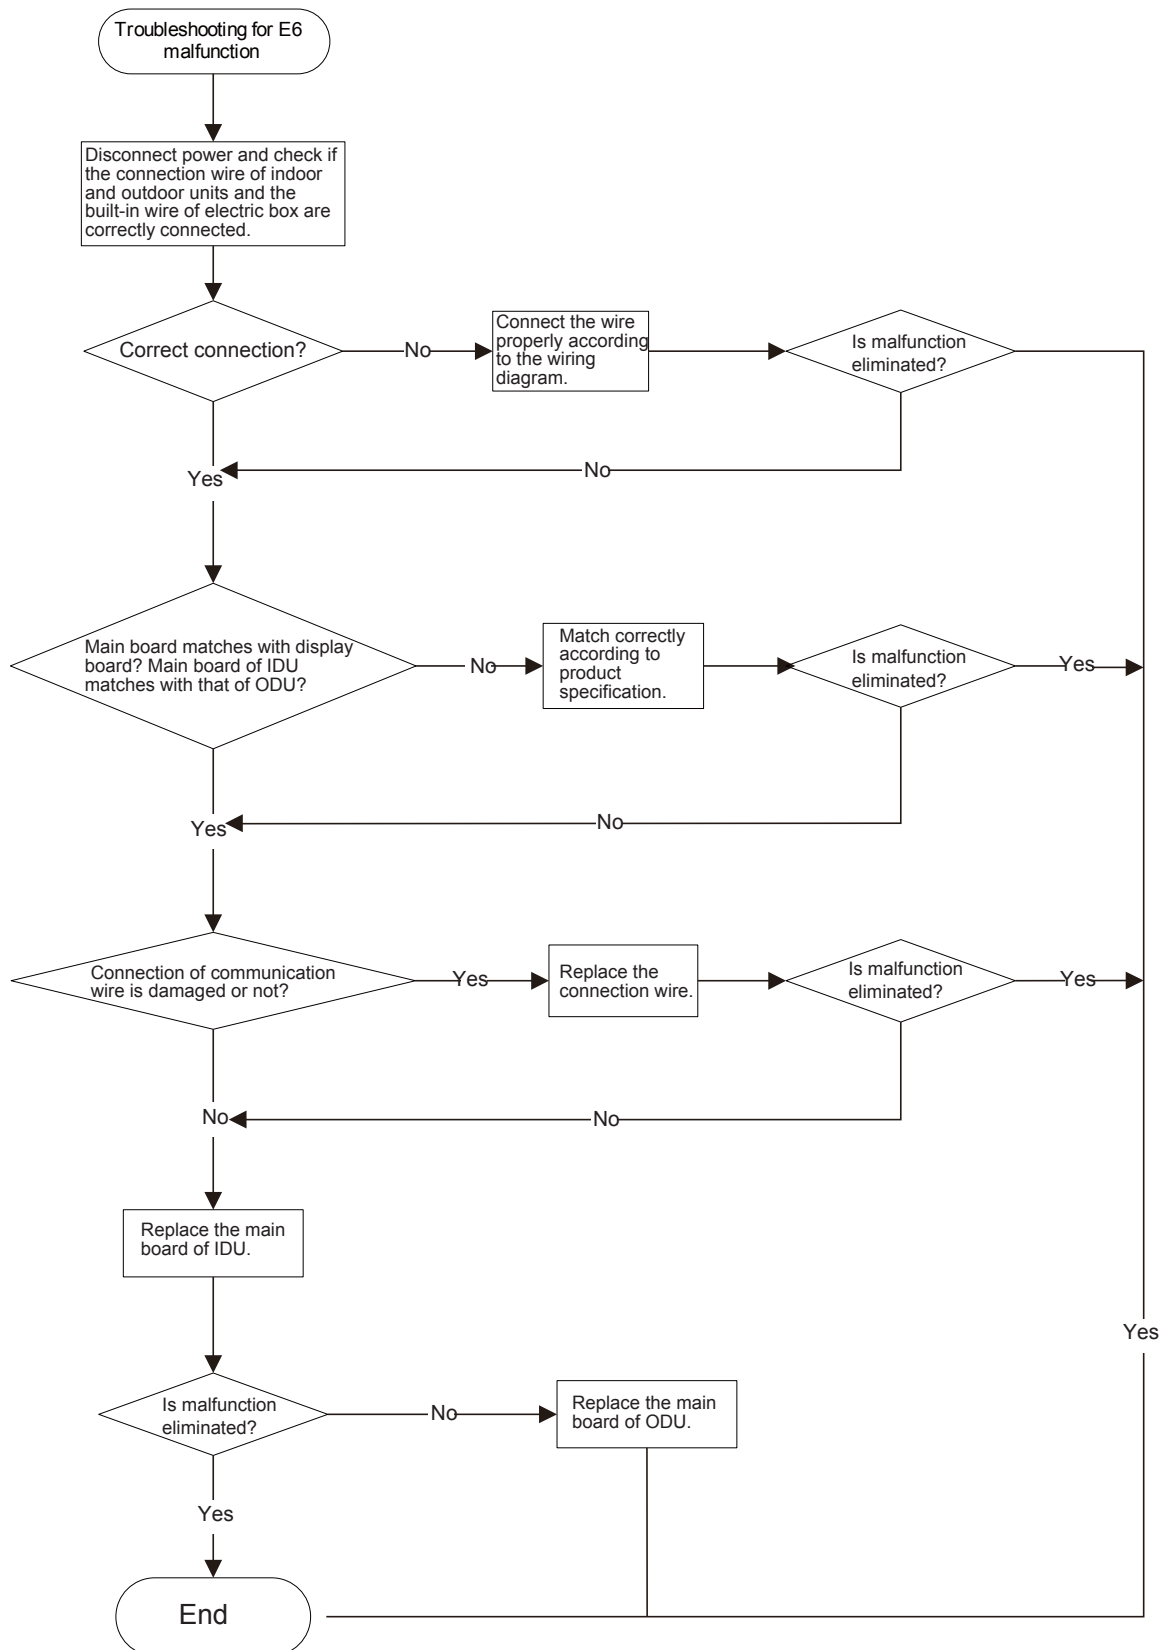 Troubleshooting for E6
malfunction
Disconnect power and check if
the connection wire of indoor
and outdoor units and the
built-in wire of electric box are
correctly connected.
Correct connection?
No
Connect the wire
properly according
to the wiring
diagram.
Is malfunction
eliminated?
No
Yes
Main board matches with display
board? Main board of IDU
matches with that of ODU?
No
Match correctly
according to
product
specification.
Is malfunction
eliminated?
Yes
No
Yes
Connection of communication
wire is damaged or not?
Yes
Replace the
connection wire.
Is malfunction
eliminated?
Yes
No
No
Replace the main
board of IDU.
Yes
Is malfunction
eliminated?
No
Replace the main
board of ODU.
Yes
End